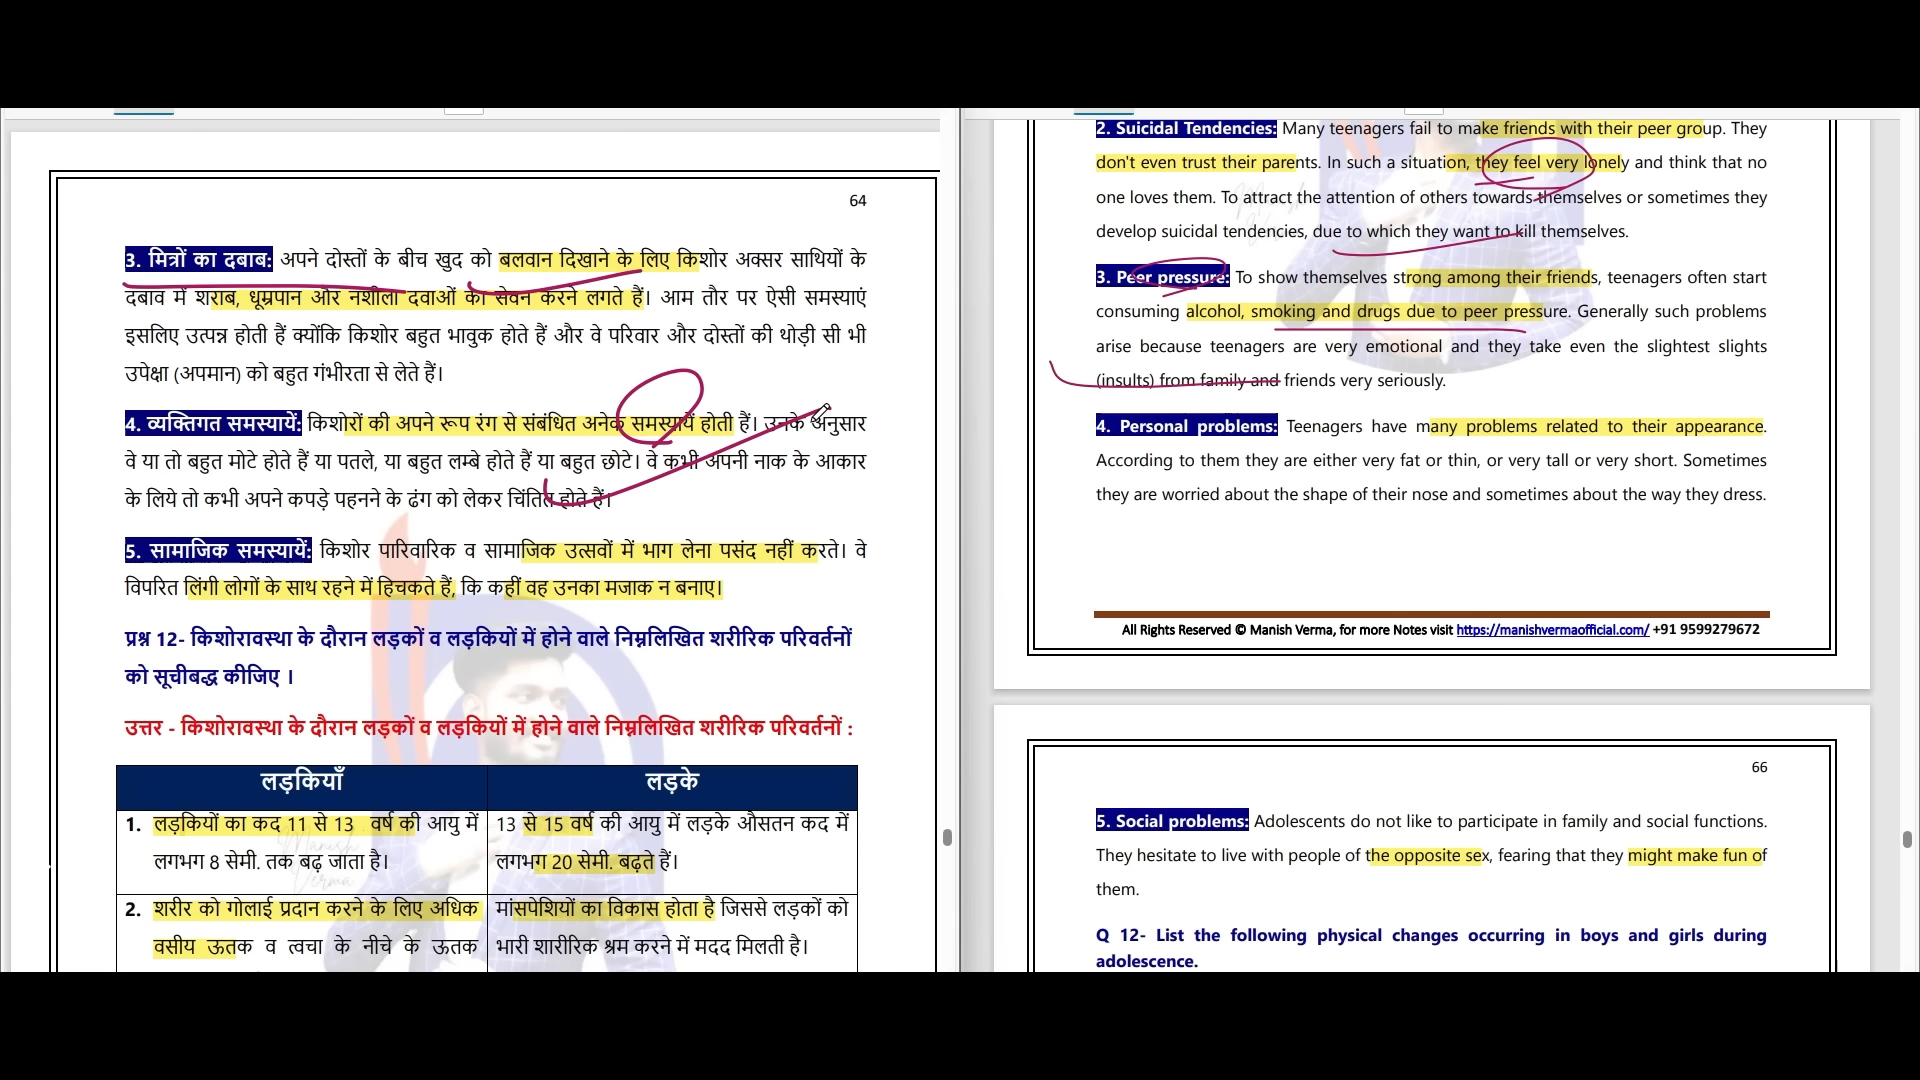 64
3. मित्रों का दबाब: अपने दोस्तों के बीच खुद को बलवान दिखाने के लिए किशोर अक्सर साथियों के
दबाव में शराब, धूम्रपान और नशीली दवाओं का सेवन करने लगते हैं। आम तौर पर ऐसी समस्याएं
इसलिए उत्पन्न होती हैं क्योंकि किशोर बहुत भावुक होते हैं और वे परिवार और दोस्तों की थोड़ी सी भी
उपेक्षा (अपमान) को बहुत गंभीरता से लेते हैं।
4. व्यक्तिगत समस्यायें: किशोरों की अपने रूप रंग से संबंधित अनेक समस्यायें होती हैं। उनके अनुसार
वे या तो बहुत मोटे होते हैं या पतले, या बहुत लम्बे होते हैं या बहुत छोटे। वे कभी अपनी नाक के आकार
के लिये तो कभी अपने कपड़े पहनने के ढंग को लेकर चिंतित होते हैं।
5. सामाजिक समस्यायें: किशोर पारिवारिक व सामाजिक उत्सवों में भाग लेना पसंद नहीं करते। वे
विपरित लिंगी लोगों के साथ रहने में हिचकते हैं, कि कहीं वह उनका मजाक न बनाए।
प्रश्न 12- किशोरावस्था के दौरान लड़कों व लड़कियों में होने वाले निम्नलिखित शरीरिक परिवर्तनों
को सूचीबद्ध कीजिए ।
उत्तर - किशोरावस्था के दौरान लड़कों व लड़कियों में होने वाले निम्नलिखित शरीरिक परिवर्तनों :
लड़कियाँ लड़के
1. लड़कियों का कद 11 से 13 वर्ष की आयु में
लगभग 8 सेमी. तक बढ़ जाता है।
13 से 15 वर्ष की आयु में लड़के औसतन कद में
लगभग 20 सेमी. बढ़ते हैं।
2. शरीर को गोलाई प्रदान करने के लिए अधिक
वसीय ऊतक व त्वचा के नीचे के ऊतक
मांसपेशियों का विकास होता है जिससे लड़कों को
भारी शारीरिक श्रम करने में मदद मिलती है।
Manish
Verma
2. Suicidal Tendencies: Many teenagers fail to make friends with their peer group. They
don't even trust their parents. In such a situation, they feel very lonely and think that no
one loves them. To attract the attention of others towards themselves or sometimes they
develop suicidal tendencies, due to which they want to kill themselves.
3. Peer pressure: To show themselves strong among their friends, teenagers often start
consuming alcohol, smoking and drugs due to peer pressure. Generally such problems
arise because teenagers are very emotional and they take even the slightest slights
(insults) from family and friends very seriously.
4. Personal problems: Teenagers have many problems related to their appearance.
According to them they are either very fat or thin, or very tall or very short. Sometimes
they are worried about the shape of their nose and sometimes about the way they dress.
All Rights Reserved © Manish Verma, for more Notes visit https://manishvermaofficial.com/ +91 9599279672
66
5. Social problems: Adolescents do not like to participate in family and social functions.
They hesitate to live with people of the opposite sex, fearing that they might make fun of
them.
Q 12- List the following physical changes occurring in boys and girls during
adolescence.